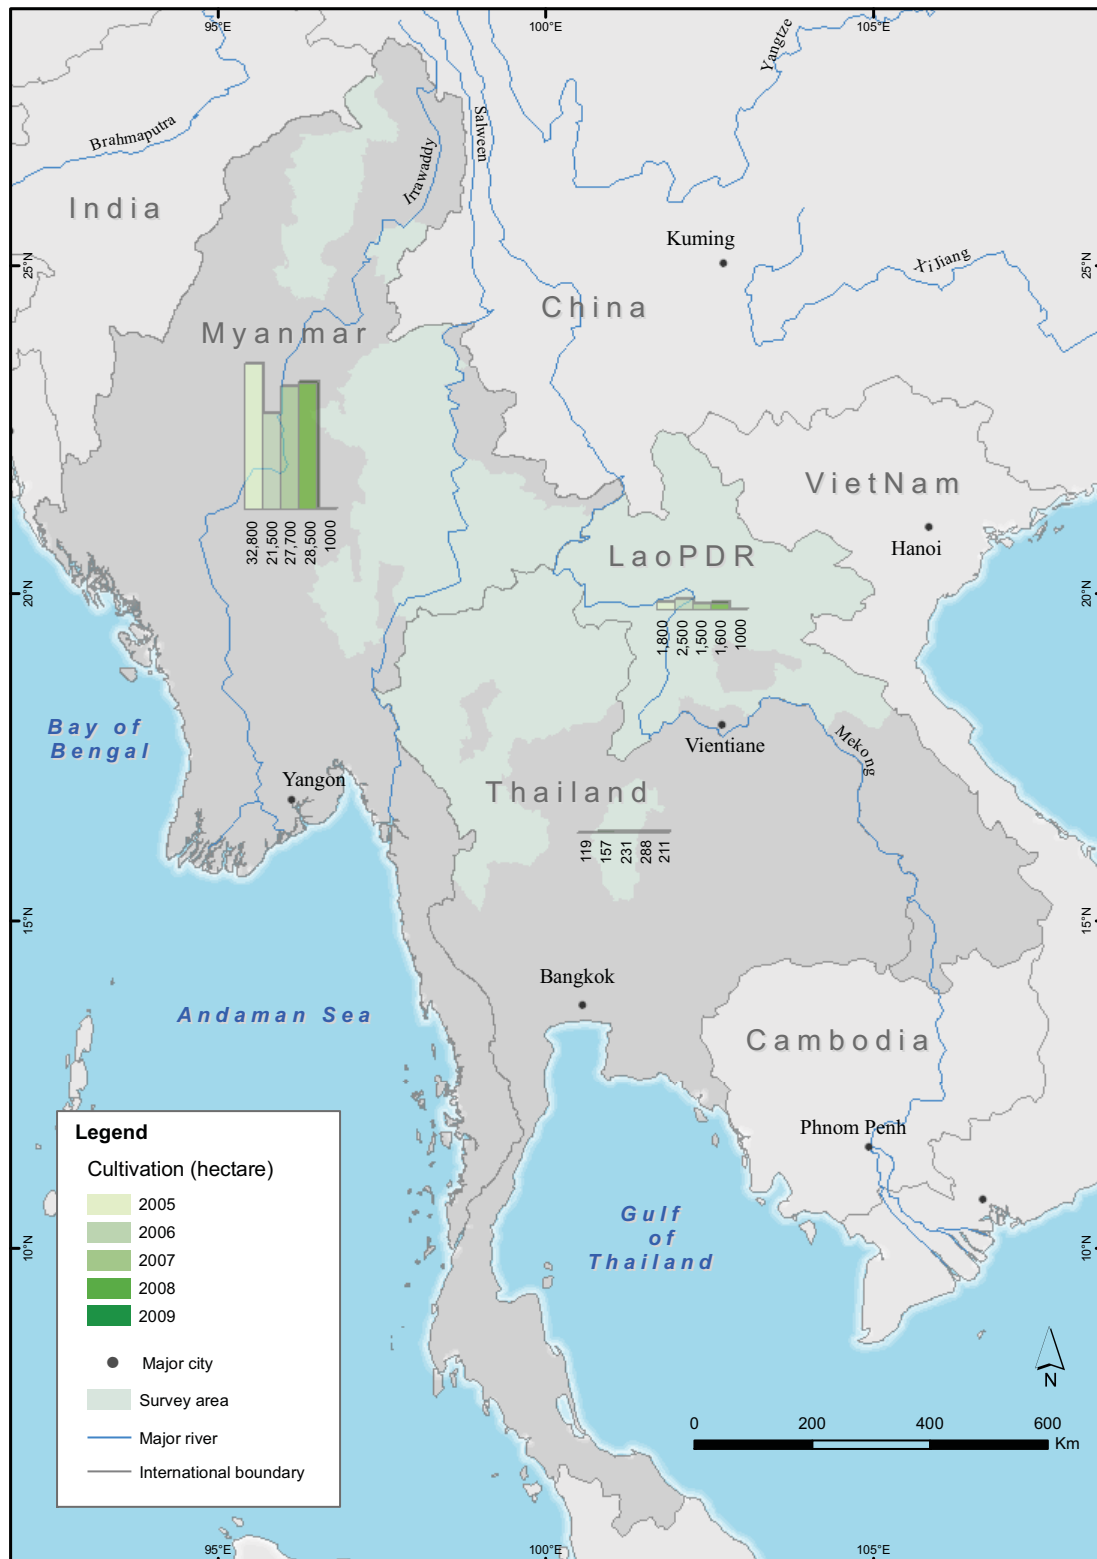 95°E
100°E
105°E
Brahmaputra
Irrawaddy
Salween
Yangtze
India
Kuming
25°N
25°N
XiJiang
China
Myanmar
32,800
21,500
27,700
28,500
1000
VietNam
Hanoi
LaoPDR
20°N
20°N
1,800
2,500
1,500
1,600
1000
Bay of
Bengal
Vientiane
Mekong
Yangon
Thailand
119
157
231
288
211
15°N
15°N
Bangkok
Andaman Sea
Cambodia
Phnom Penh
Gulf
of
Thailand
10°N
10°N
Legend
Cultivation (hectare)
2005
2006
2007
2008
2009
Major city
Survey area
Major river
International boundary
N
0
200
400
600
Km
95°E
100°E
105°E